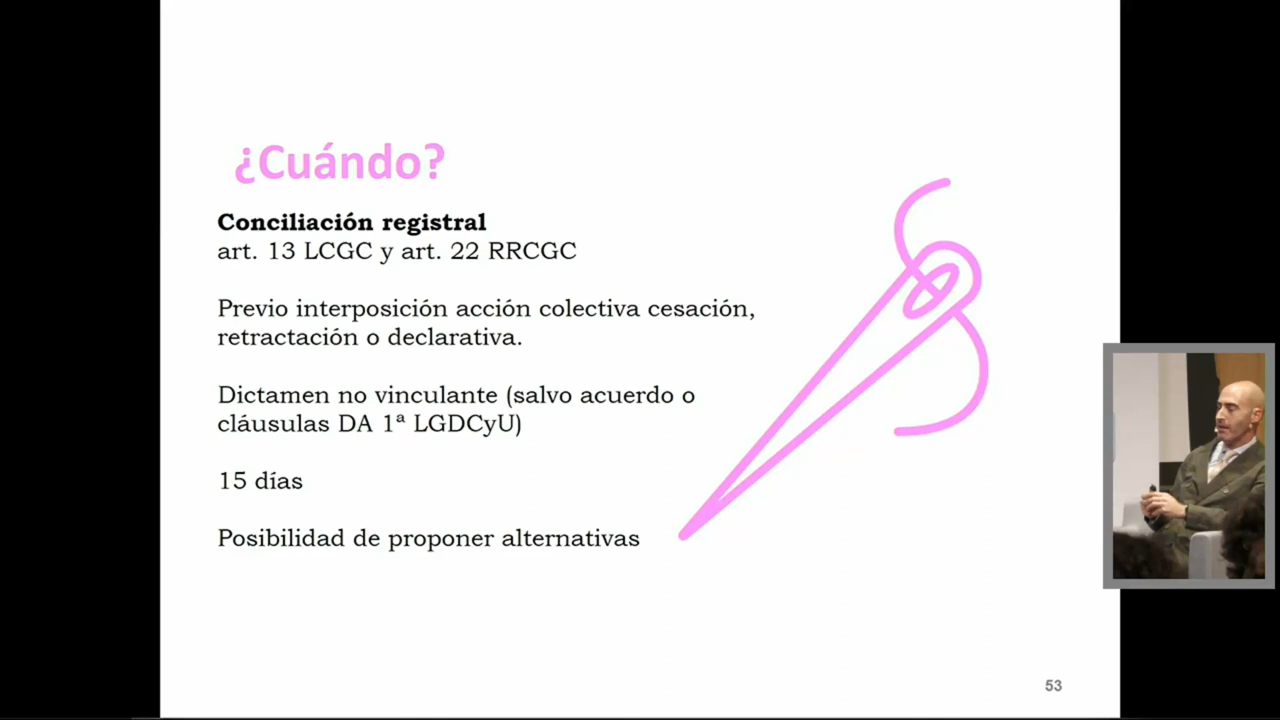 ¿Cuándo?
Conciliación registral
art. 13 LCGC y art. 22 RRCGC
Previo interposición acción colectiva cesación,
retractación o declarativa.
Dictamen no vinculante (salvo acuerdo o
cláusulas DA 1ª LGDCyU)
15 días
Posibilidad de proponer alternativas
53